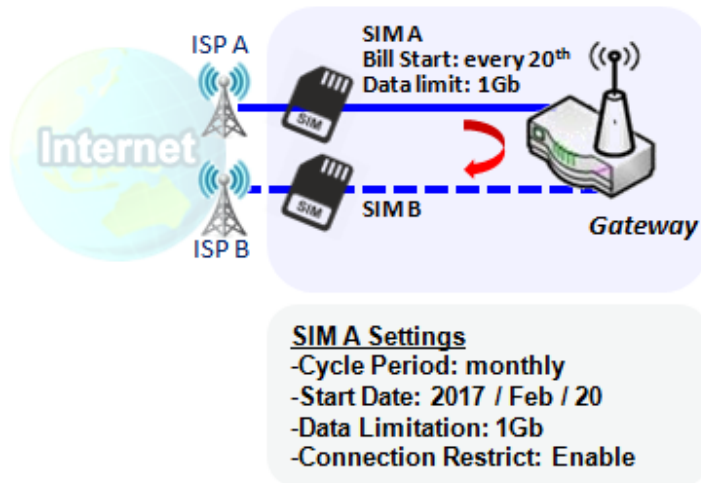 ISP A
SIM A
Bill Start: every 20th
Data limit: 1Gb
SIM
Internet
SIM
SIM B
ISP B
Gateway
SIM A Settings
-Cycle Period: monthly
-Start Date: 2017 / Feb / 20
-Data Limitation: 1Gb
-Connection Restrict: Enable